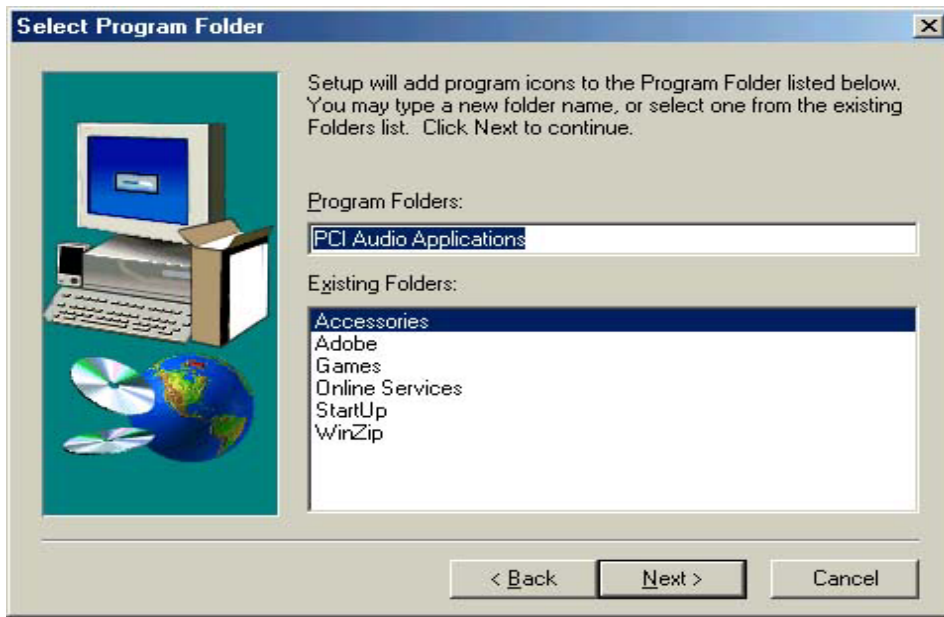 Select Program Folder
Setup will add program icons to the Program Folder listed below.
You may type a new folder name, or select one from the existing
Folders list.  Click Next to continue.
Program Folders:
PCI Audio Applications
Existing Folders:
Accessories
Adobe
Games
Online Services
StartUp
WinZip
< Back
Next >
Cancel